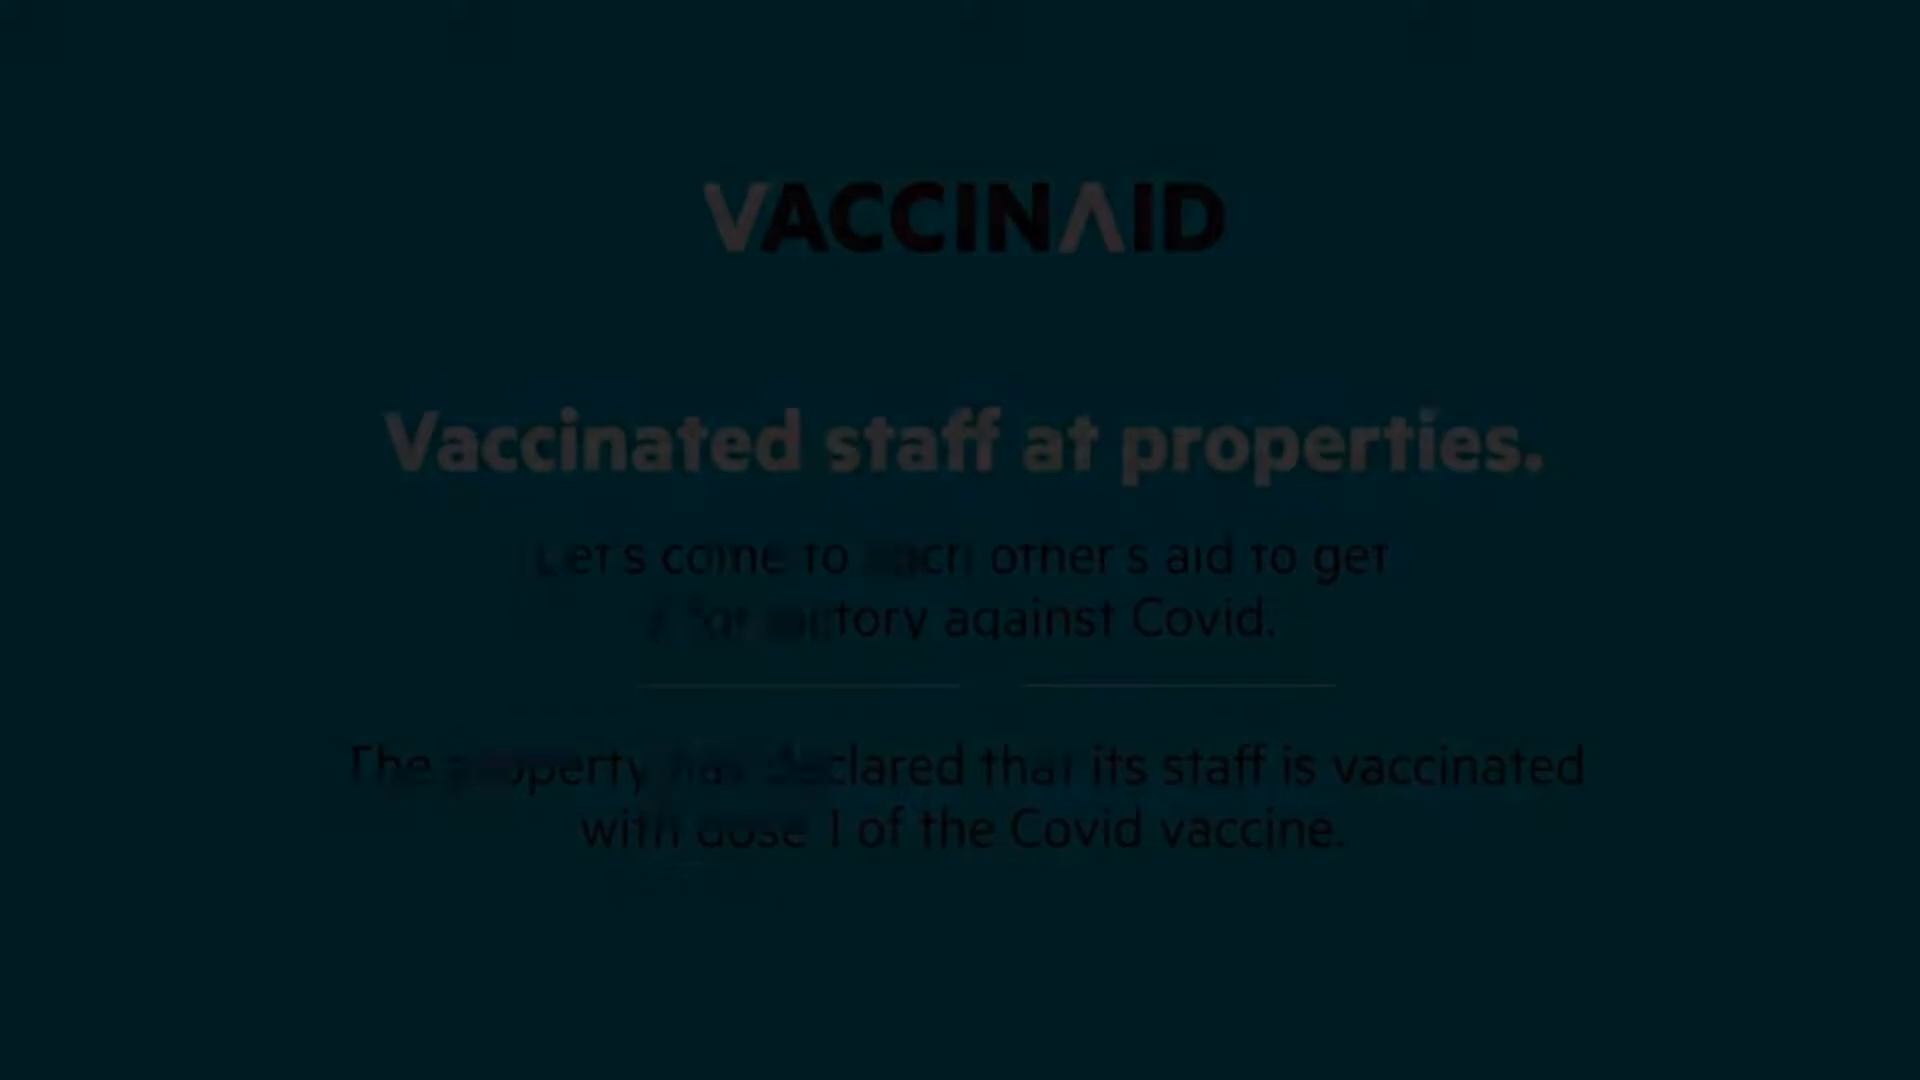 VACCINAID
Vaccinated staff at properties.
Let's come to each other's aid to get
victory against Covid.
The property has declared that its staff is vaccinated
with dose 1 of the Covid vaccine.